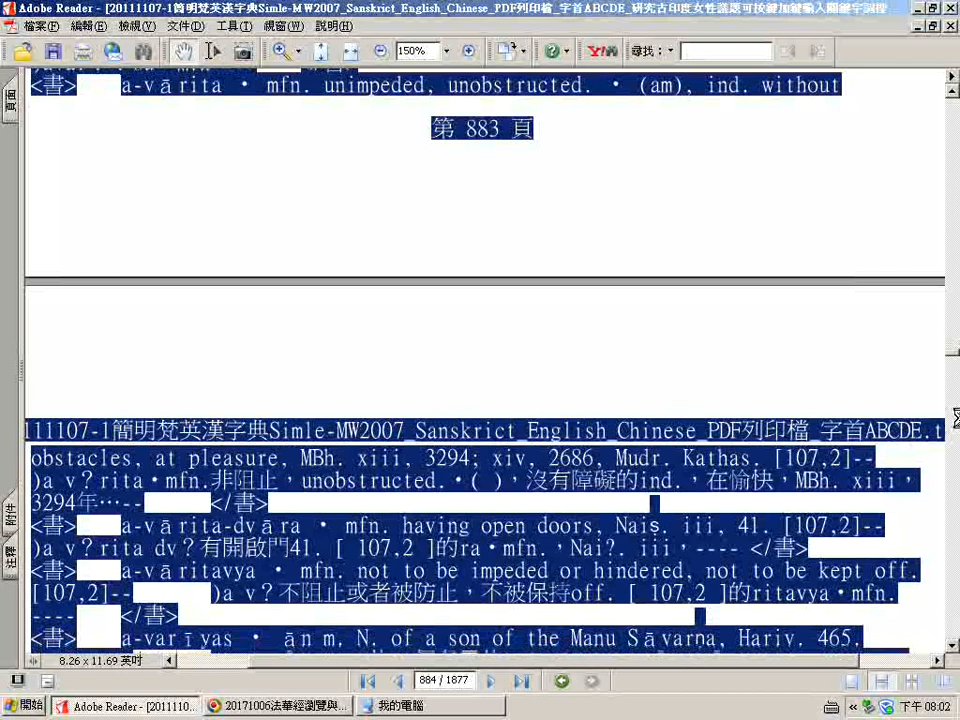 Adobe Reader - [20111107-1簡明梵英漢字典Simle-MW2007_Sanskrict_English_Chinese_PDF列印檔_字首ABCDE_研究古印度女性議題可按鍵加鍵輸入關鍵字詞搜
檔案(F) 編輯(E) 檢視(V) 文件(D) 工具(T) 視窗(W) 說明(H)
150% 尋找：
頁面
<書> a-vārita • mfn. unimpeded, unobstructed. • (am), ind. without
第 883 頁
111107-1簡明梵英漢字典Simle-MW2007_Sanskrict_English_Chinese_PDF列印檔_字首ABCDE.t
obstacles, at pleasure, MBh. xiii, 3294; xiv, 2686, Mudr. Kathas. [107,2]--
)a v？rita•mfn.非阻止，unobstructed.•( )，沒有障礙的ind.，在愉快，MBh. xiii，
3294年…-- </書>
<書> a-vārita-dvāra • mfn. having open doors, Naiṣ. iii, 41. [107,2]--
)a v？rita dv？有開啟門41. [ 107,2 ]的ra•mfn.，Nai?. iii，---- </書>
<書> a-vāritavya • mfn. not to be impeded or hindered, not to be kept off.
[107,2]-- )a v？不阻止或者被防止，不被保持off. [ 107,2 ]的ritavya•mfn.
---- </書>
<書> a-varīyas • ān m, N. of a son of the Manu Sāvarṇa, Hariv. 465.
附件
注釋
8.26 x 11.69 英吋
884 / 1877
開始 Adobe Reader - [2011110... 20171006法華經瀏覽與... 我的電腦 下午 08:02